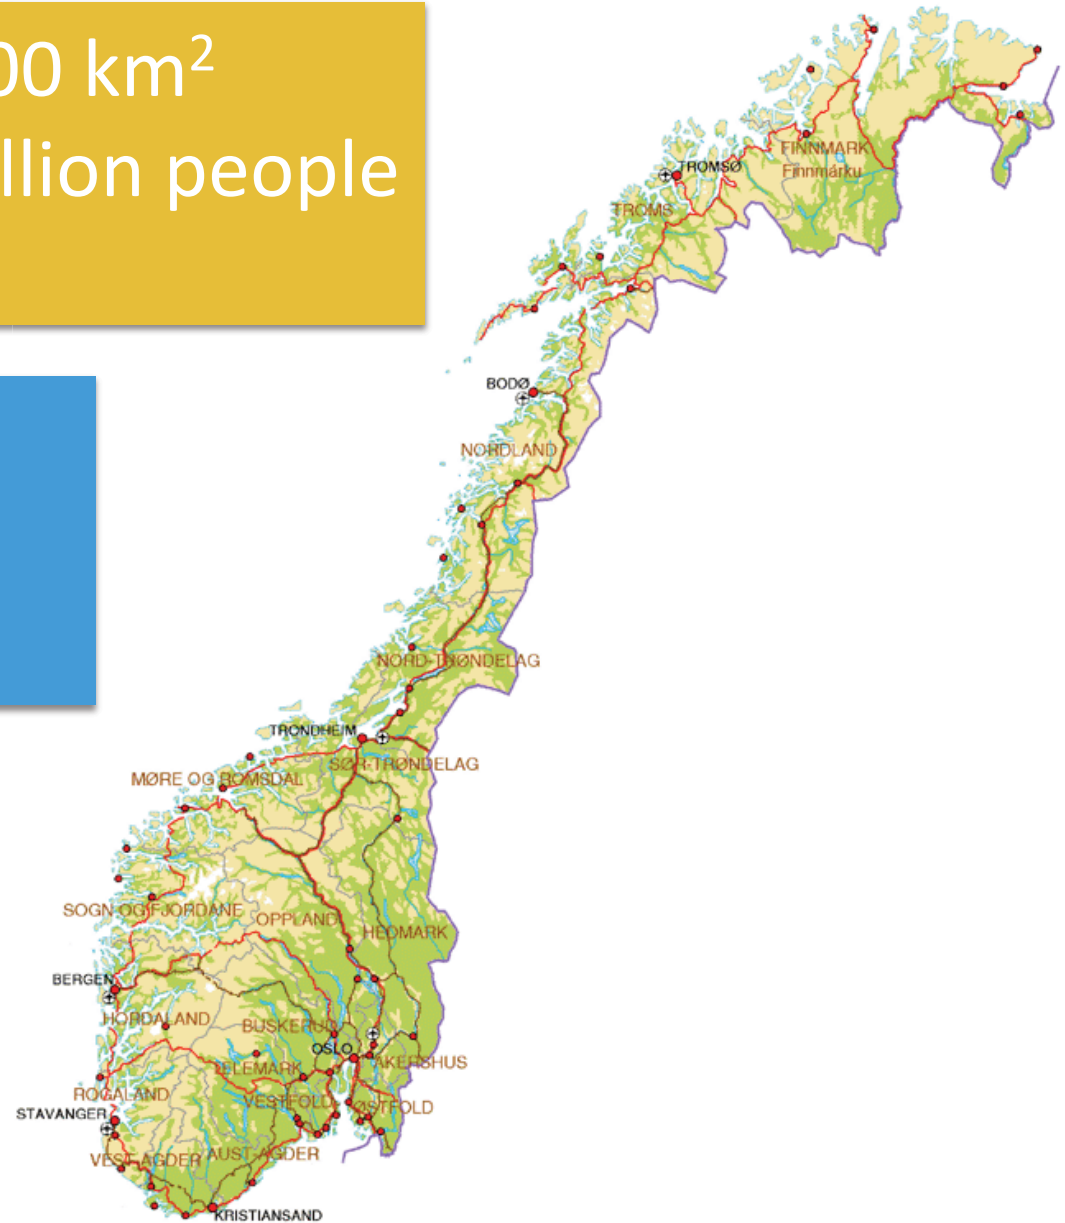 00 km²
llion people
FINNMARK
Finnmárku
TROMSØ
TROMS
BODØ
NORDLAND
NORD-TRØNDELAG
TRONDHEIM
SØR-TRØNDELAG
MØRE OG ROMSDAL
SOGN OG FJORDANE
OPPLAND
HEDMARK
BERGEN
HORDALAND
BUSKERUD
OSLO
AKERSHUS
TELEMARK
ROGALAND
VESTFOLD
ØSTFOLD
STAVANGER
VEST-AGDER
AUST-AGDER
KRISTIANSAND